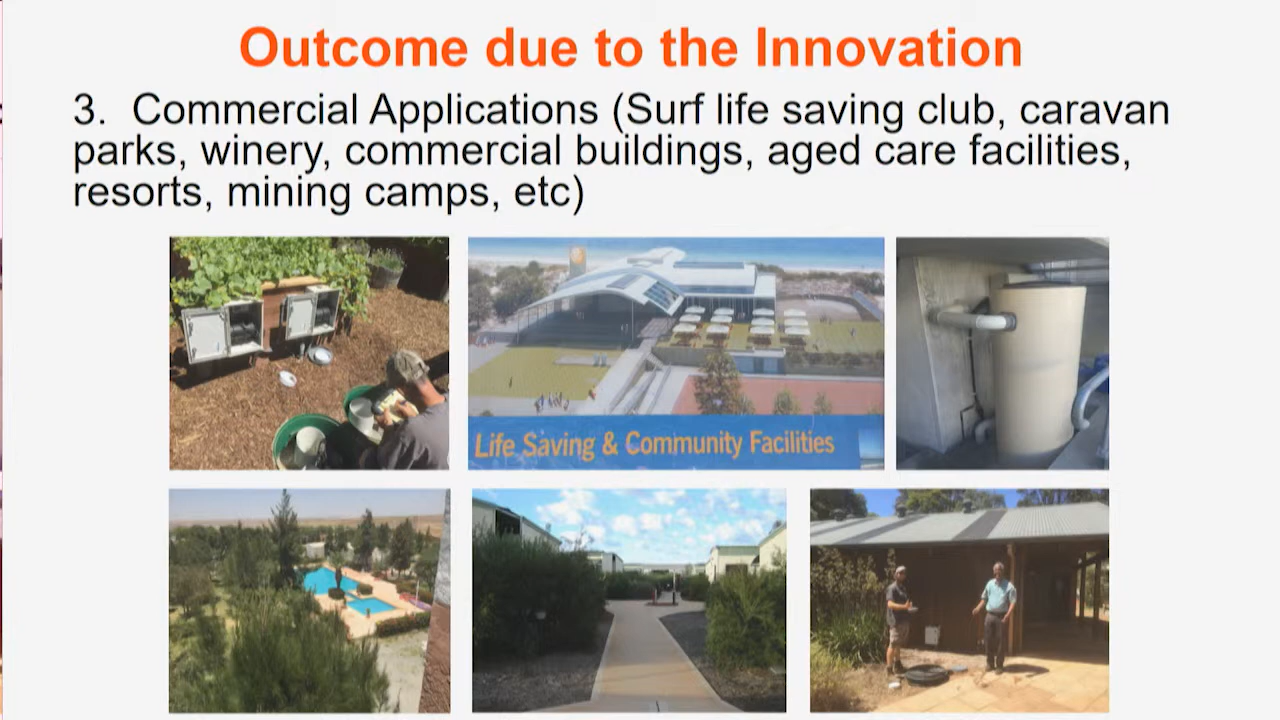 Outcome due to the Innovation
3. Commercial Applications (Surf life saving club, caravan
parks, winery, commercial buildings, aged care facilities,
resorts, mining camps, etc)
Life Saving & Community Facilities